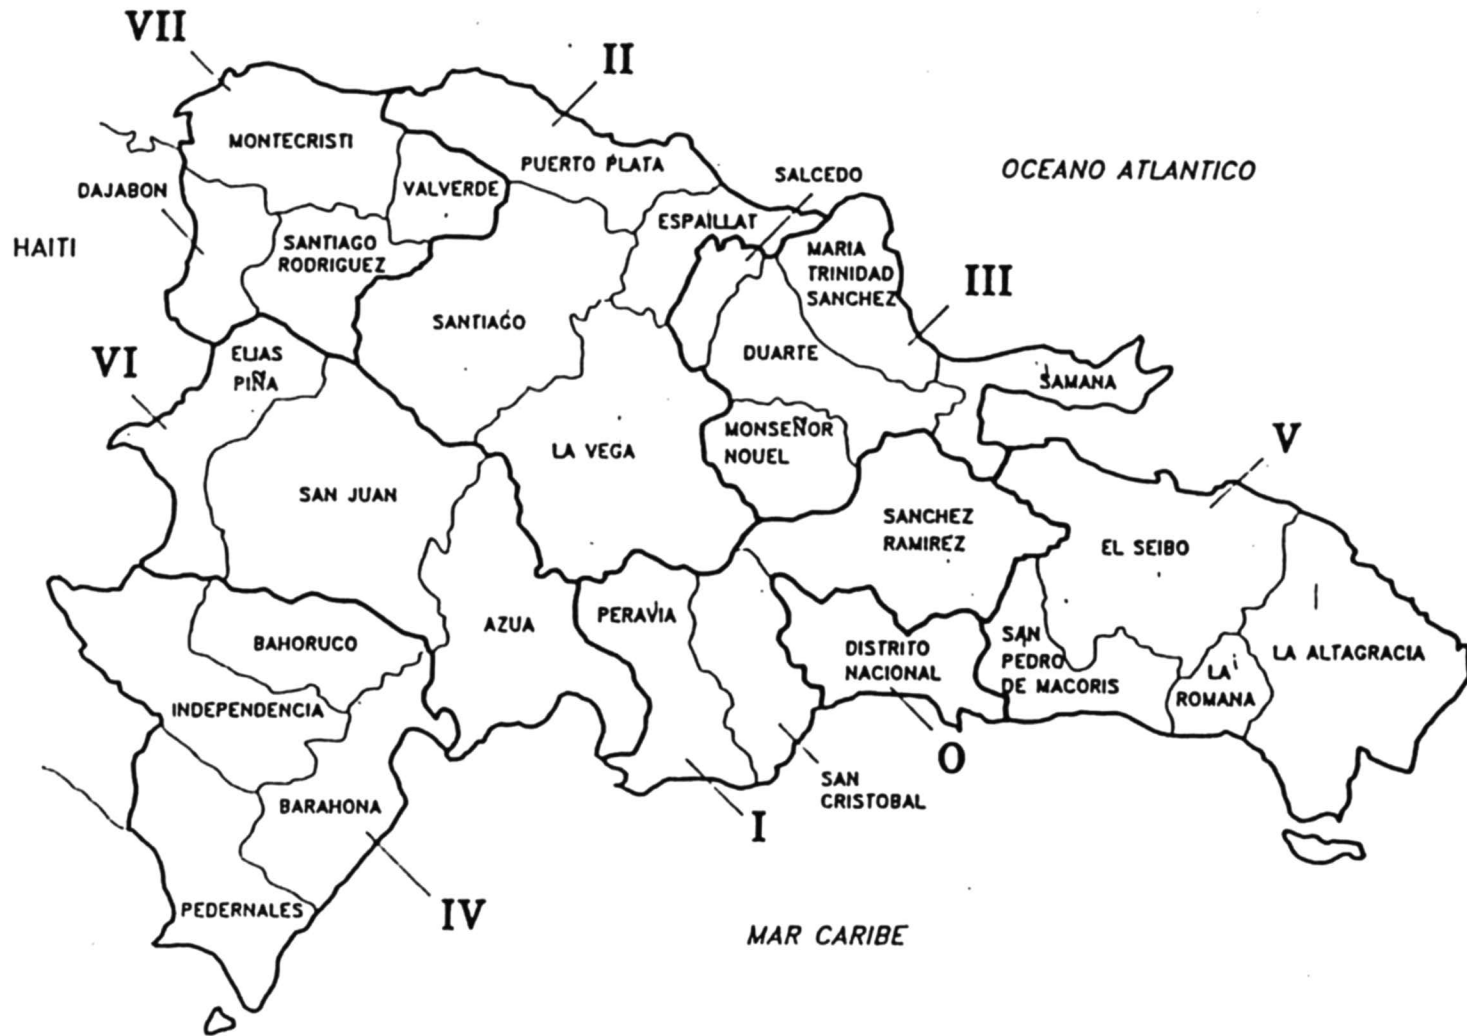 VII
II
MONTECRISTI
PUERTO PLATA
SALCEDO
OCEANO ATLANTICO
DAJABON
VALVERDE
ESPAILLAT
HAITI
SANTIAGO
RODRIGUEZ
MARIA
TRINIDAD
SANCHEZ
III
SANTIAGO
VI
ELIAS
PIÑA
DUARTE
SAMANA
LA VEGA
MONSEÑOR
NOUEL
V
SAN JUAN
SANCHEZ
RAMIREZ
EL SEIBO
BAHORUCO
AZUA
PERAVIA
DISTRITO
NACIONAL
SAN
PEDRO
DE MACORIS
LA
ROMANA
LA ALTAGRACIA
INDEPENDENCIA
O
SAN
CRISTOBAL
BARAHONA
I
PEDERNALES
IV
MAR CARIBE